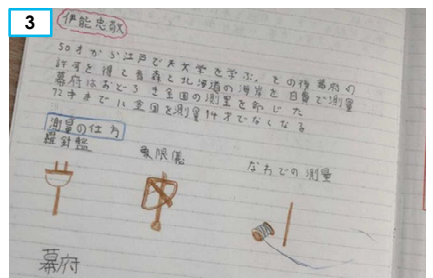 3
伊能忠敬
50才から江戸で天文学を学ぶ。その後幕府の
許可を得て青森と北海道の海岸を自費で測量
幕府はおどろき全国の測量を命じた
72才までに全国を測量74才でなくなる
測量の仕方
羅針盤
象限儀
なわでの測量
幕府